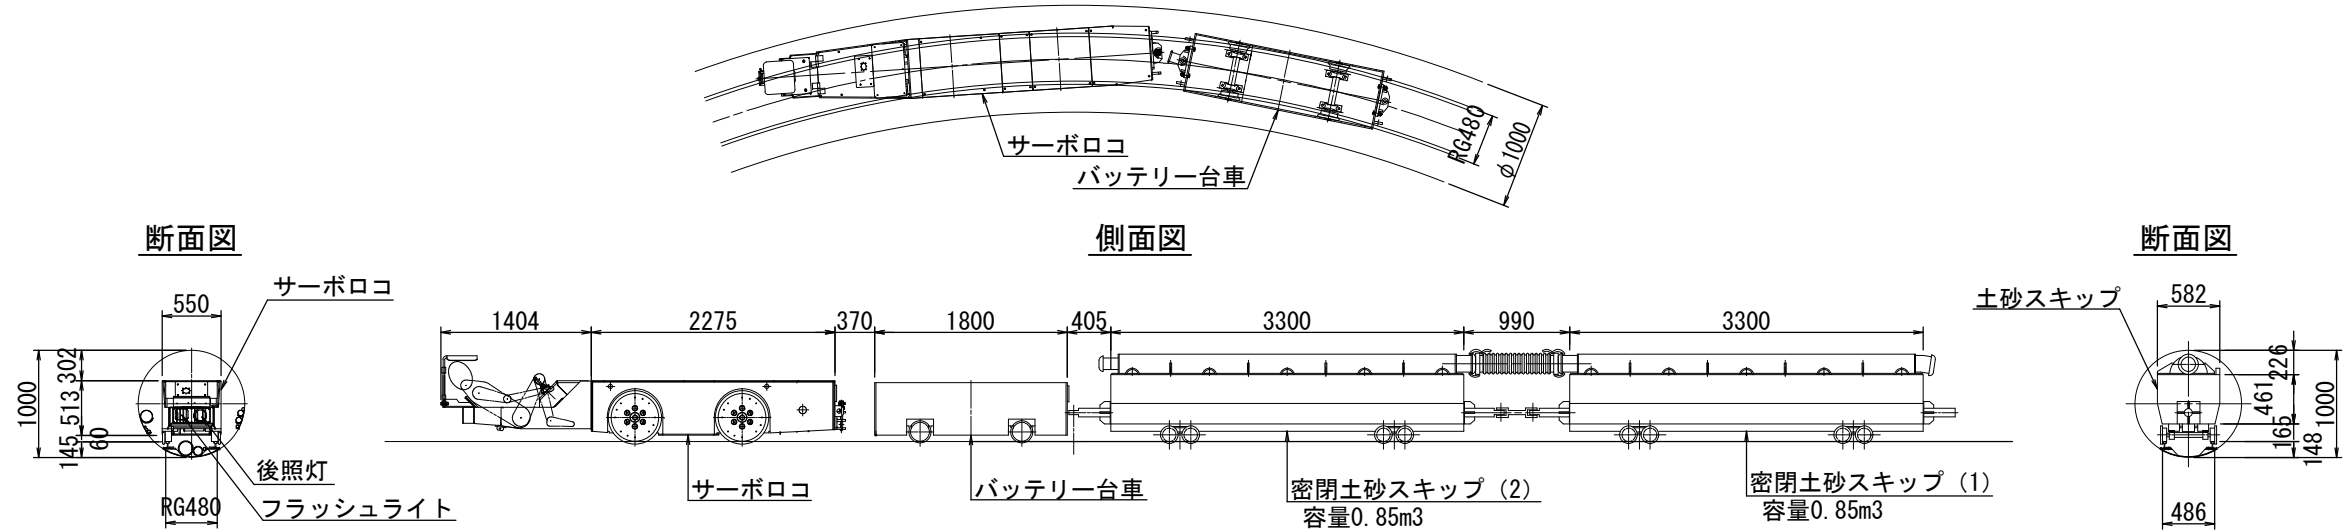 サーボロコ
バッテリー台車
RG480
φ1000
断面図
側面図
断面図
サーボロコ
550
1000
302
513
145
60
後照灯
フラッシュライト
RG480
1404
2275
370
1800
405
3300
990
3300
サーボロコ
バッテリー台車
密閉土砂スキップ (2)
容量0.85m3
密閉土砂スキップ (1)
容量0.85m3
土砂スキップ
582
226
461
1000
165
148
486